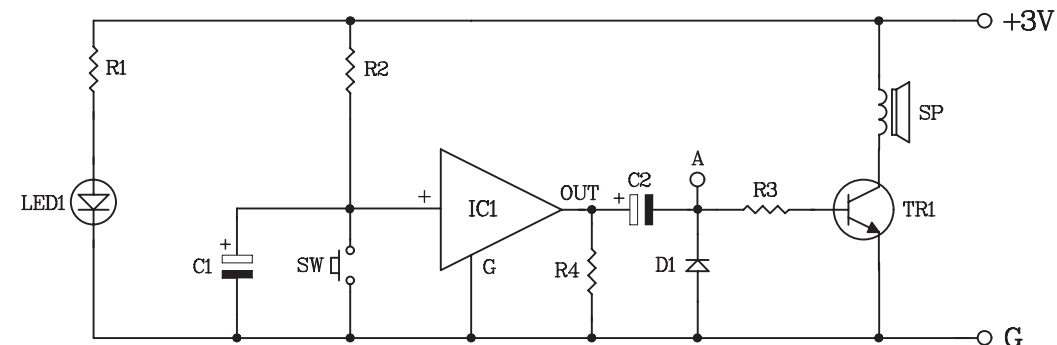 +3V
R1
R2
SP
A
C2
+
R3
LED1
+
IC1
OUT
TR1
+
C1
SW
G
R4
D1
G